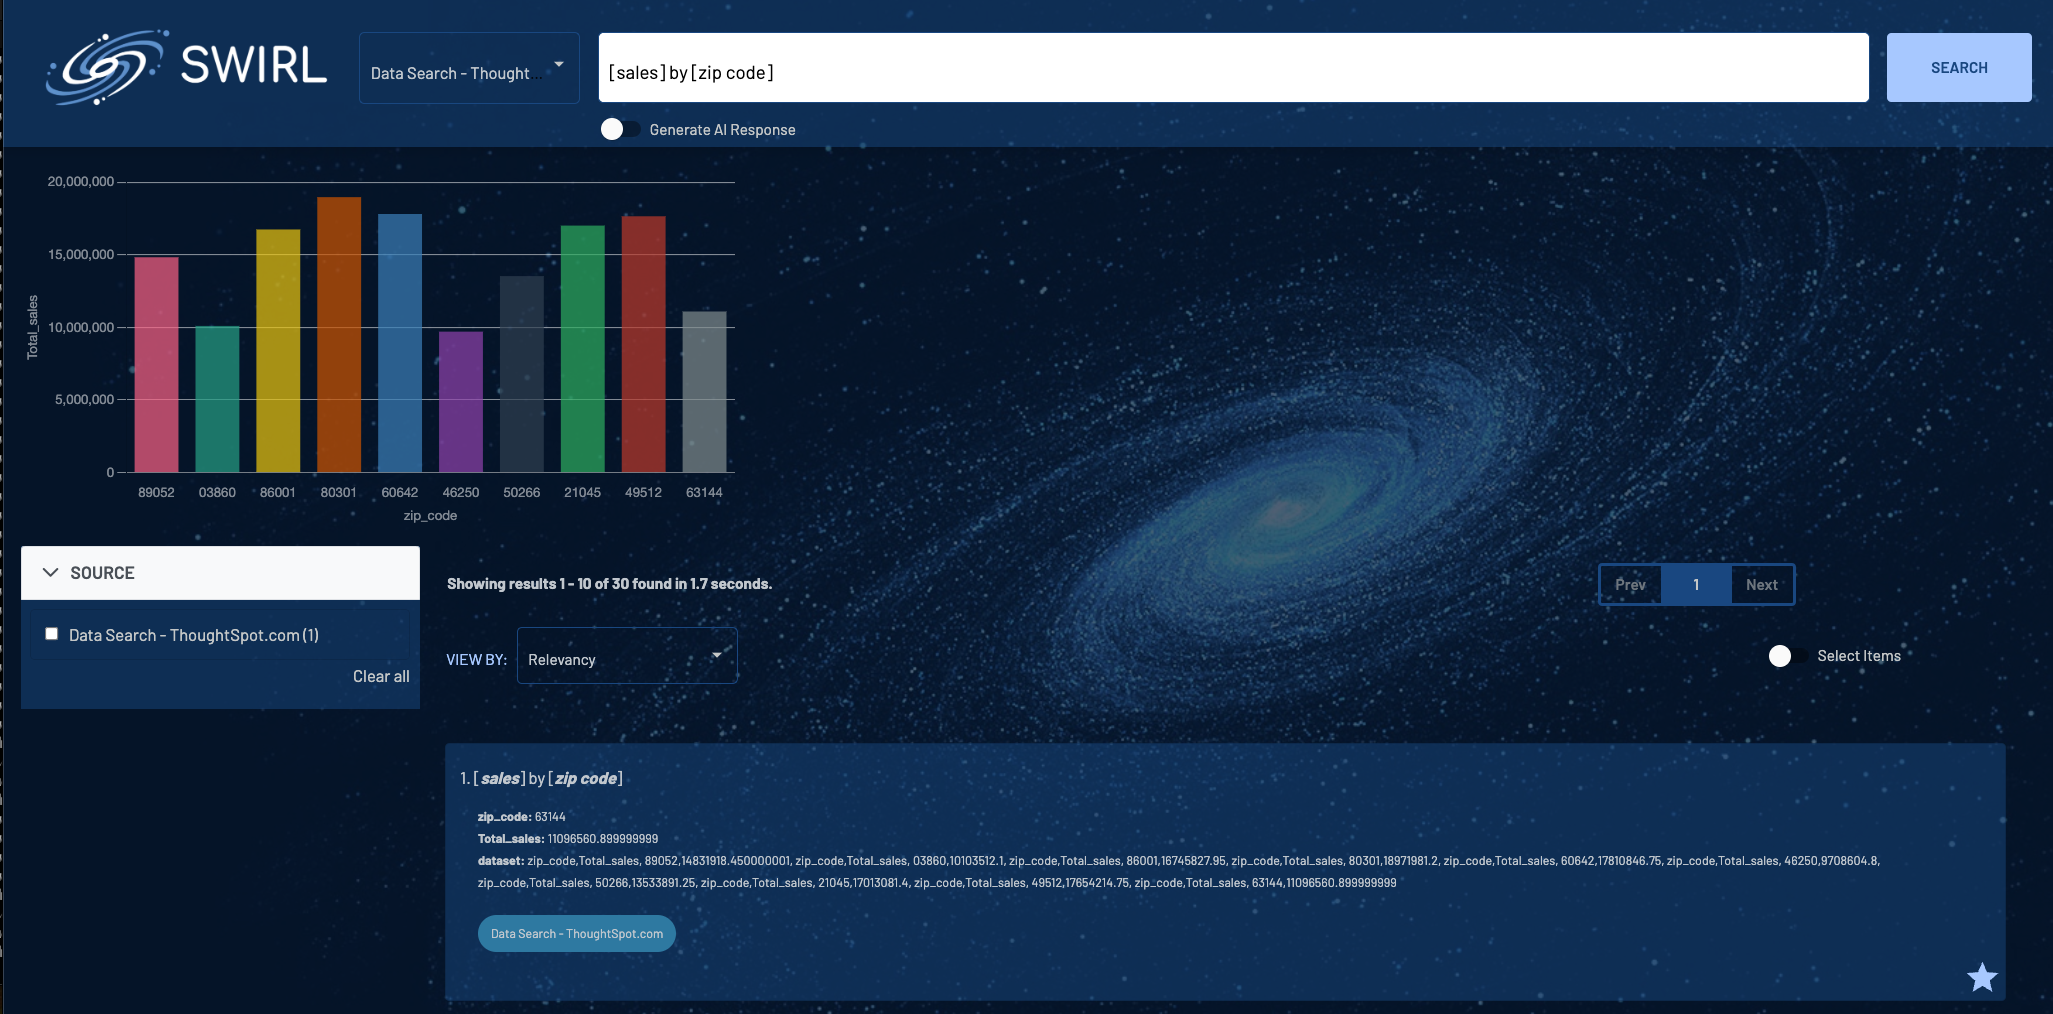 SWIRL
Data Search - Thought...
[sales] by [zip code]
SEARCH
Generate AI Response
20,000,000
15,000,000
10,000,000
5,000,000
0
Total_sales
89052 03860 86001 80301 60642 46250 50266 21045 49512 63144
zip_code
SOURCE
Data Search - ThoughtSpot.com (1)
Clear all
Showing results 1 - 10 of 30 found in 1.7 seconds.
Prev 1 Next
VIEW BY: Relevancy
Select Items
1. [sales] by [zip code]
zip_code: 63144
Total_sales: 11096560.899999999
dataset: zip_code,Total_sales, 89052,14831918.450000001, zip_code,Total_sales, 03860,10103512.1, zip_code,Total_sales, 86001,16745827.95, zip_code,Total_sales, 80301,18971981.2, zip_code,Total_sales, 60642,17810846.75, zip_code,Total_sales, 46250,9708604.8,
zip_code,Total_sales, 50266,13533891.25, zip_code,Total_sales, 21045,17013081.4, zip_code,Total_sales, 49512,17654214.75, zip_code,Total_sales, 63144,11096560.899999999
Data Search - ThoughtSpot.com